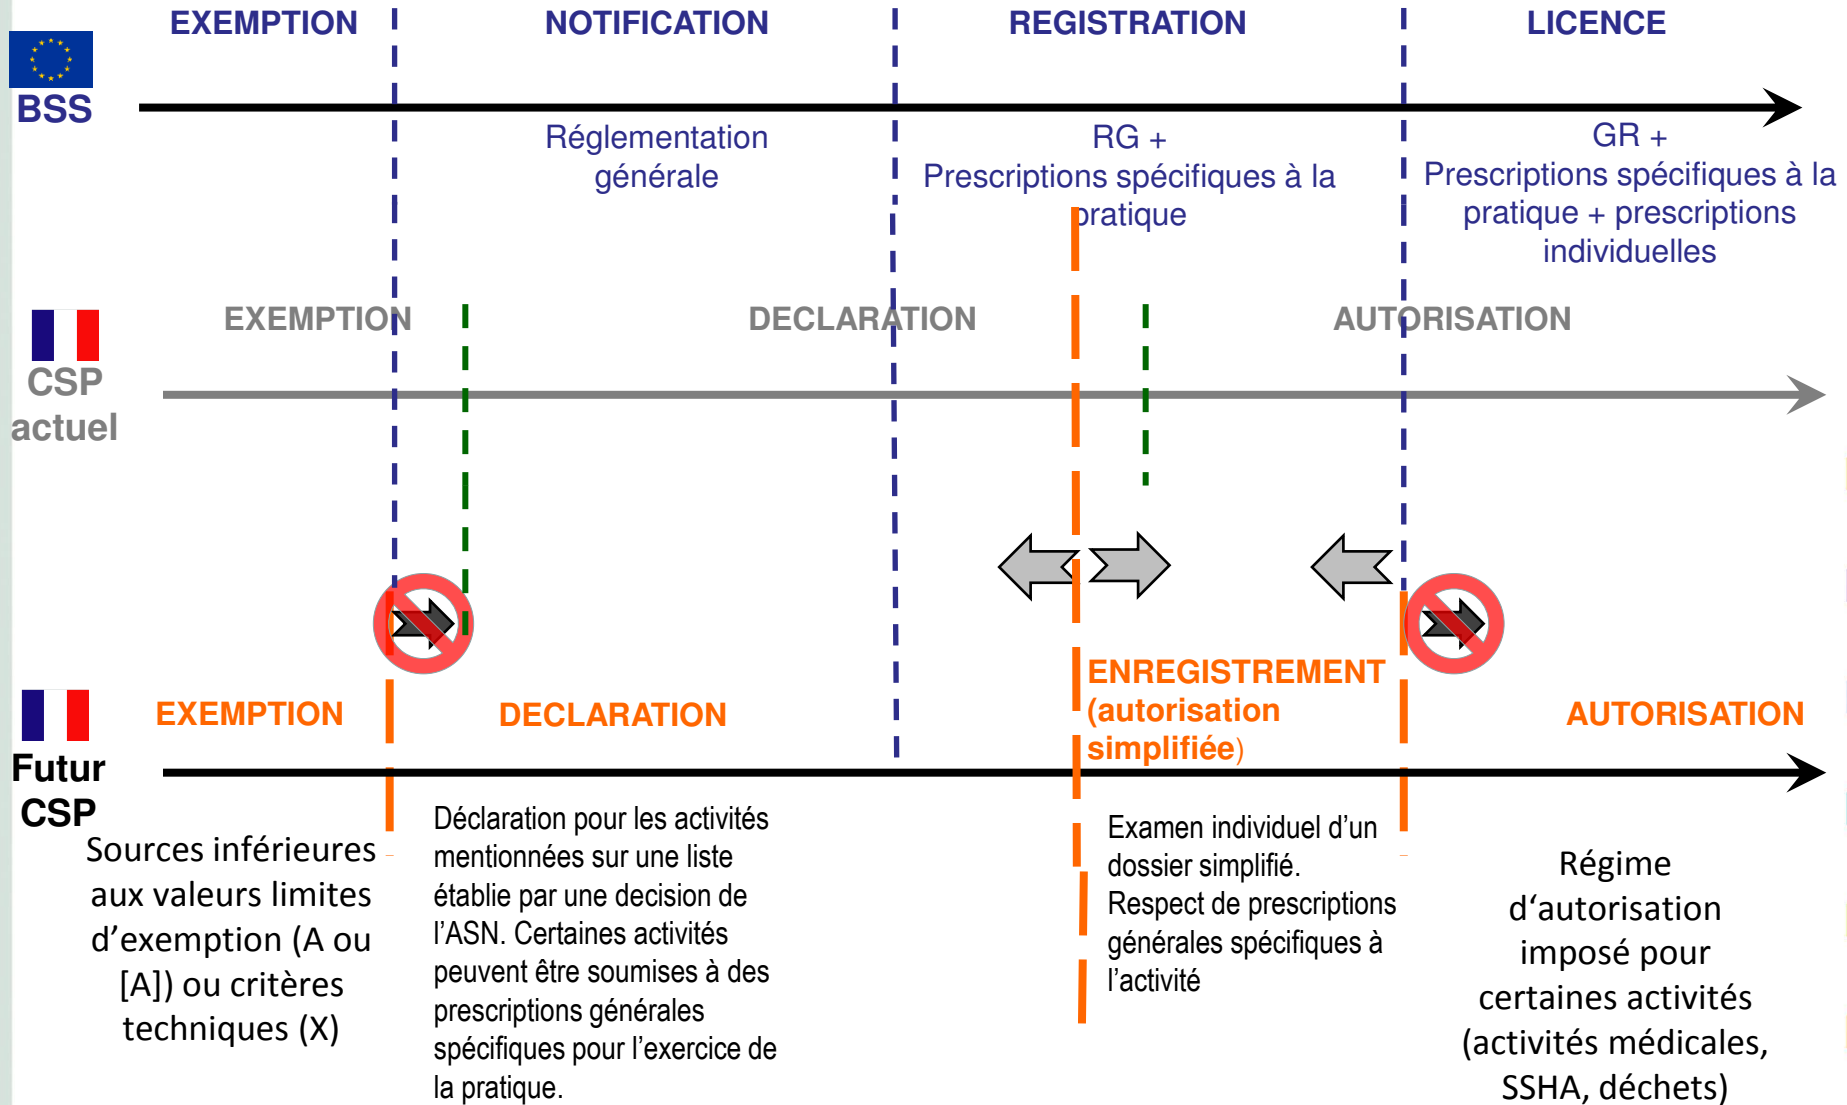 EXEMPTION
NOTIFICATION
REGISTRATION
LICENCE
BSS
Réglementation
générale
RG +
Prescriptions spécifiques à la
pratique
GR +
Prescriptions spécifiques à la
pratique + prescriptions
individuelles
EXEMPTION
DECLARATION
AUTORISATION
CSP
actuel
EXEMPTION
DECLARATION
ENREGISTREMENT
(autorisation
simplifiée)
AUTORISATION
Futur
CSP
Sources inférieures
aux valeurs limites
d'exemption (A ou
[A]) ou critères
techniques (X)
Déclaration pour les activités
mentionnées sur une liste
établie par une decision de
l'ASN. Certaines activités
peuvent être soumises à des
prescriptions générales
spécifiques pour l'exercice de
la pratique.
Examen individuel d'un
dossier simplifié.
Respect de prescriptions
générales spécifiques à
l'activité
Régime
d'autorisation
imposé pour
certaines activités
(activités médicales,
SSHA, déchets)